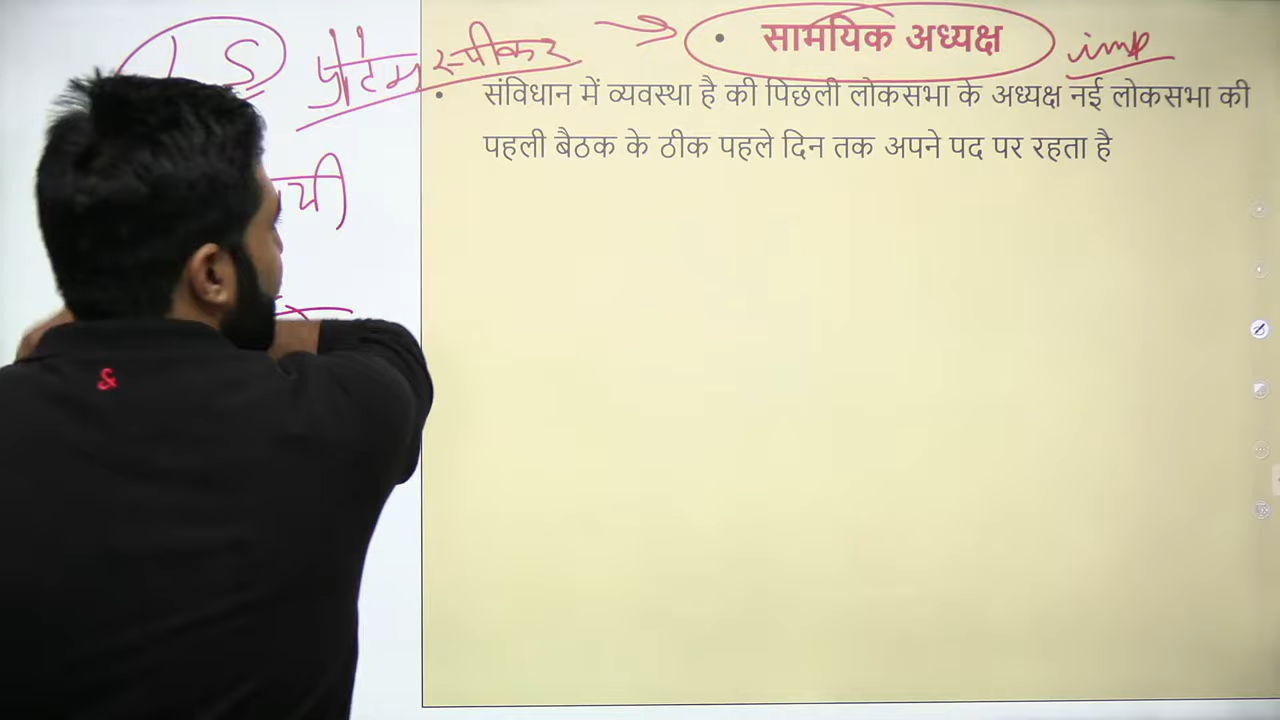 LS प्रोटेम स्पीकर → • सामयिक अध्यक्ष imp
• संविधान में व्यवस्था है की पिछली लोकसभा के अध्यक्ष नई लोकसभा की
पहली बैठक के ठीक पहले दिन तक अपने पद पर रहता है
यी
&